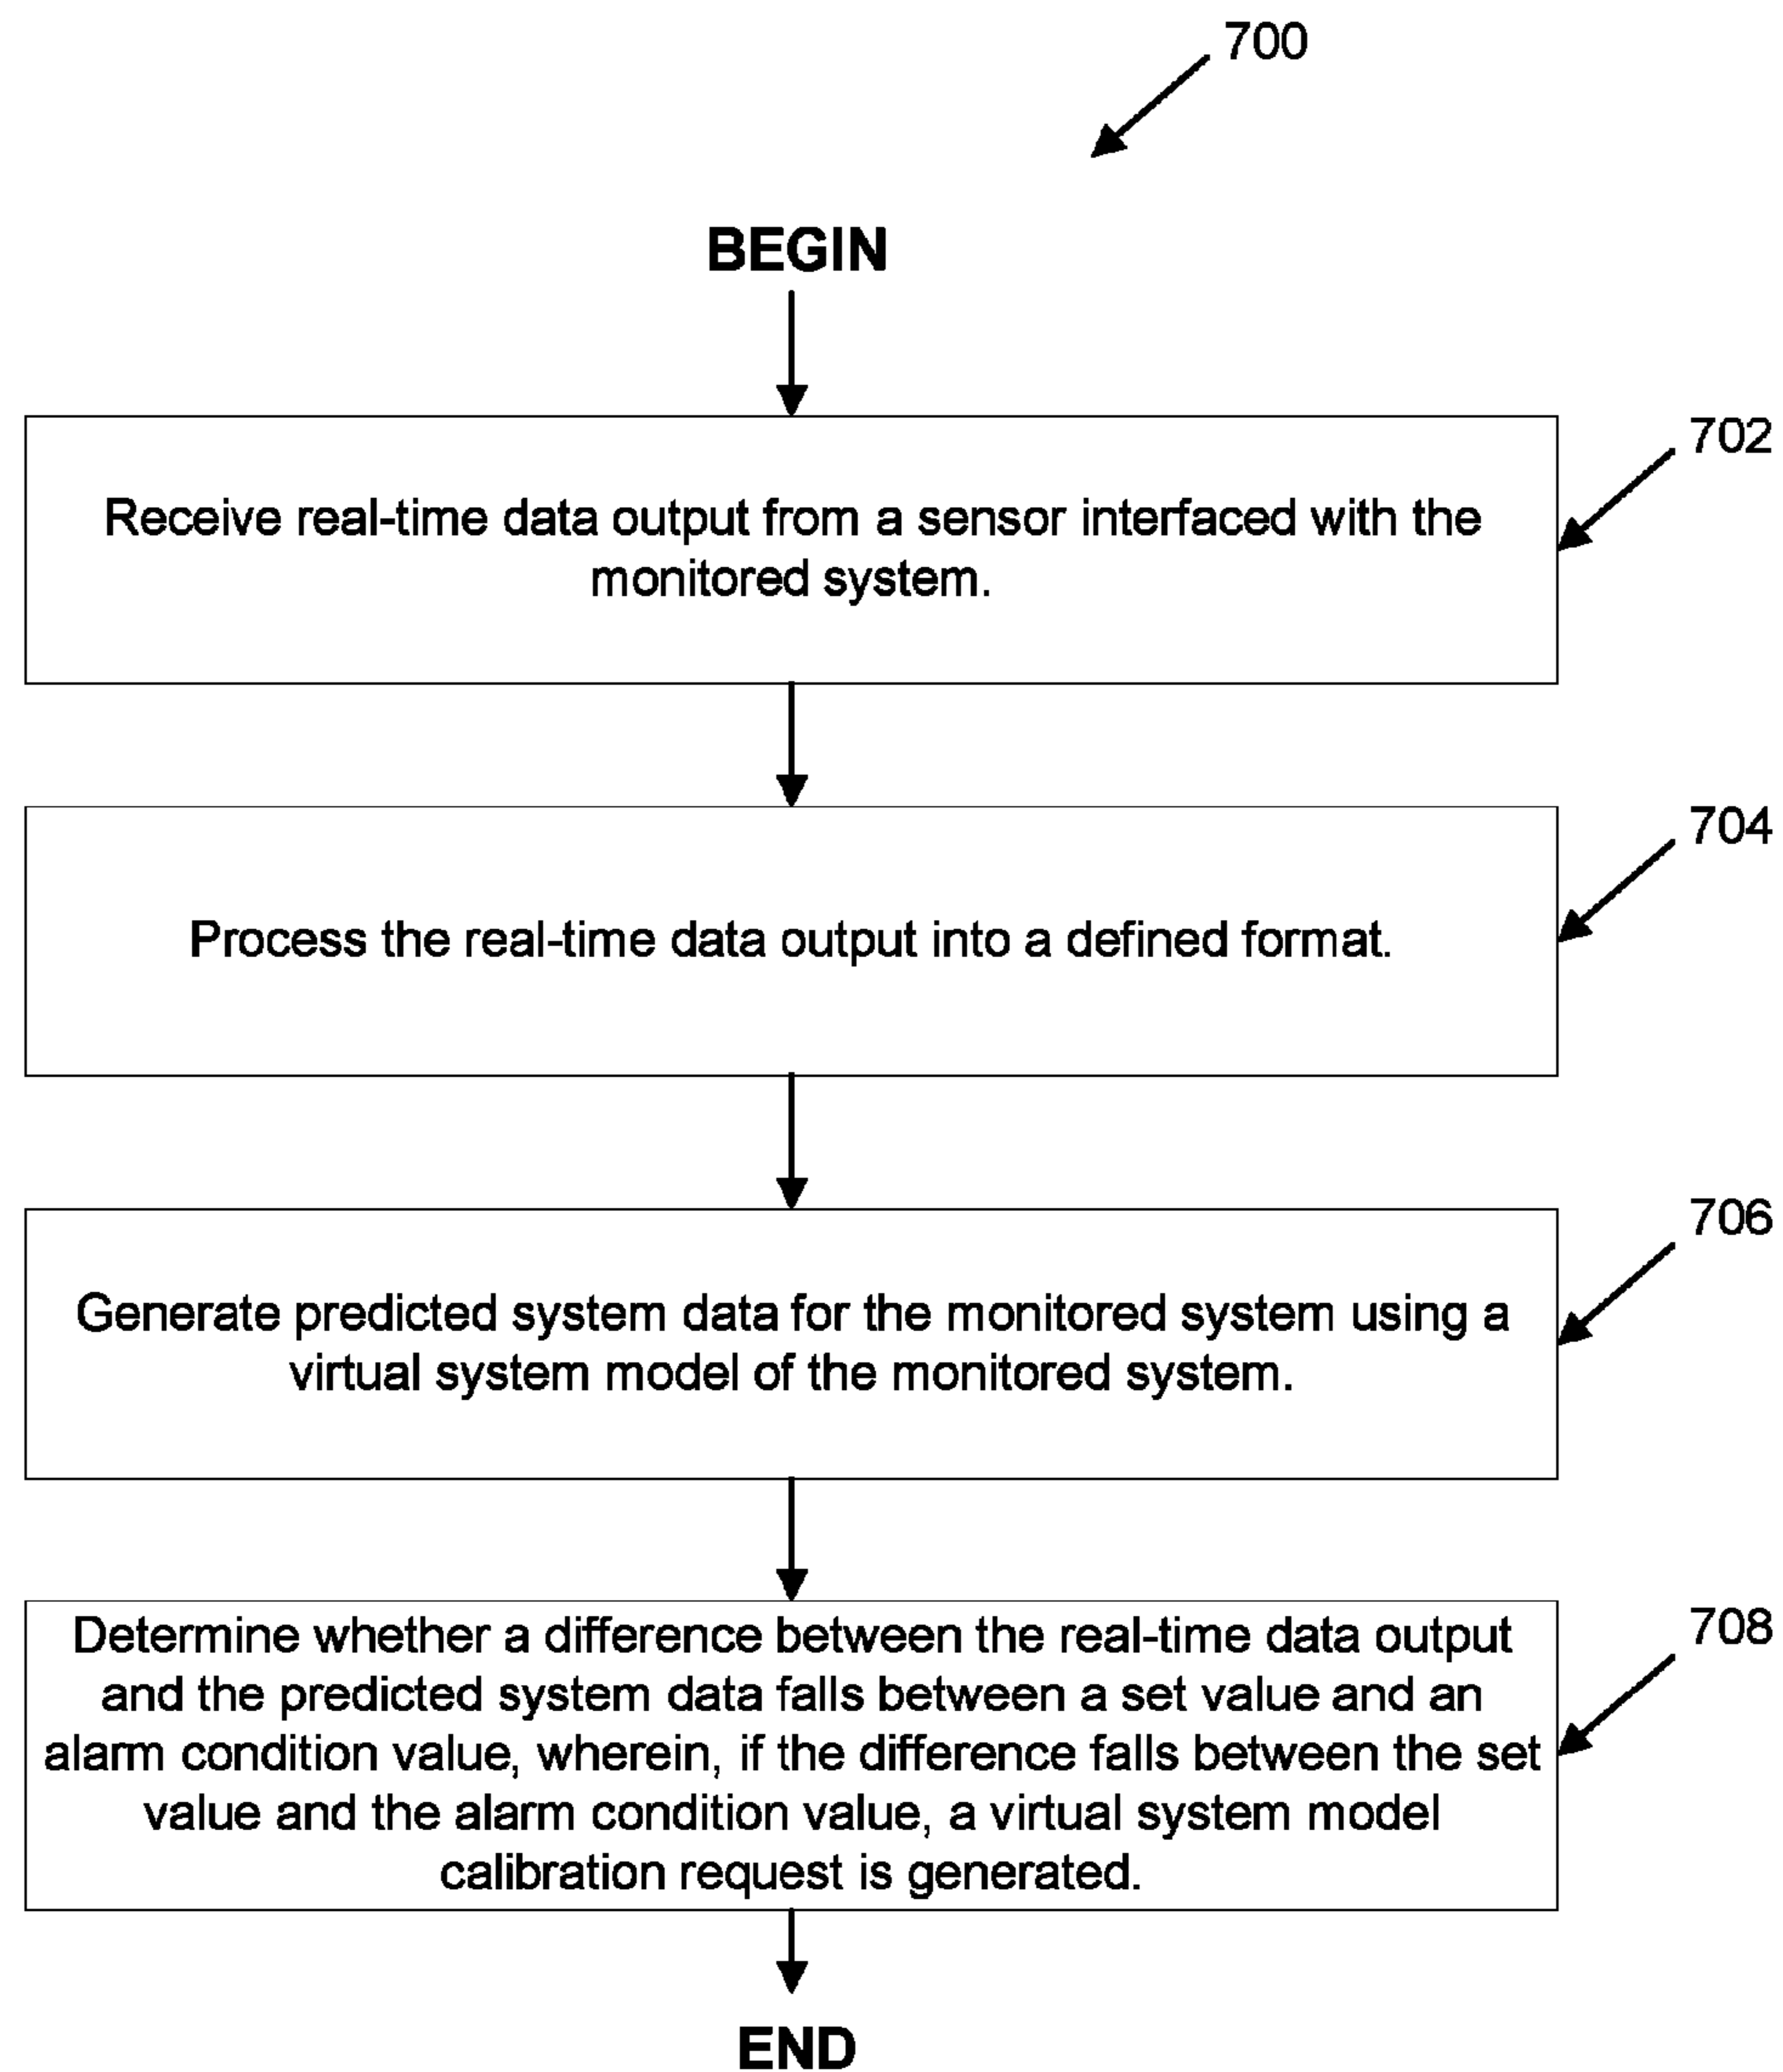 700
BEGIN
702
Receive real-time data output from a sensor interfaced with the
monitored system.
704
Process the real-time data output into a defined format.
706
Generate predicted system data for the monitored system using a
virtual system model of the monitored system.
708
Determine whether a difference between the real-time data output
and the predicted system data falls between a set value and an
alarm condition value, wherein, if the difference falls between the set
value and the alarm condition value, a virtual system model
calibration request is generated.
END